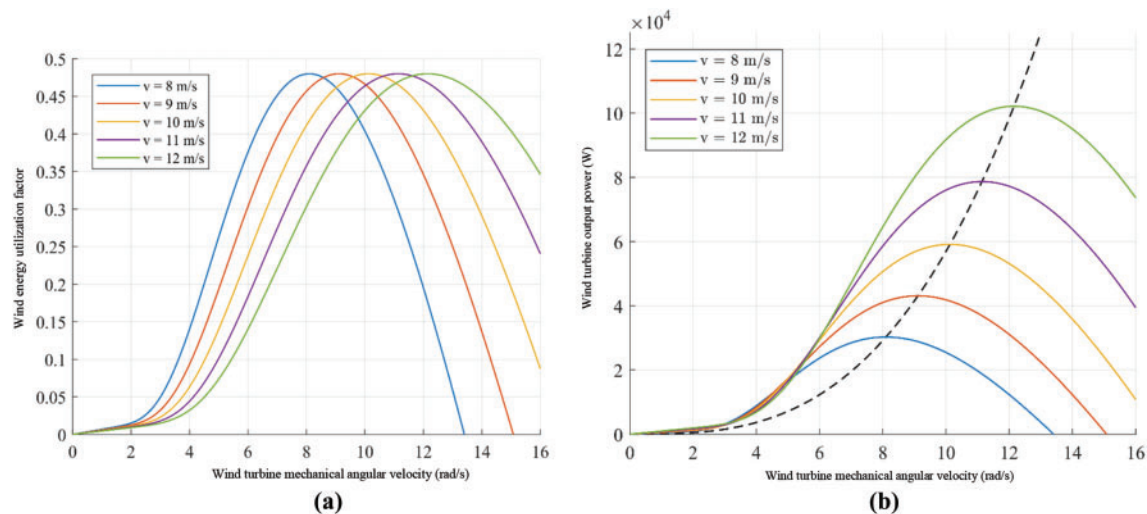 0.5
0.45
0.4
0.35
0.3
0.25
0.2
0.15
0.1
0.05
0
Wind energy utilization factor
v = 8 m/s
v = 9 m/s
v = 10 m/s
v = 11 m/s
v = 12 m/s
0 2 4 6 8 10 12 14 16
Wind turbine mechanical angular velocity (rad/s)
(a)
×10⁴
12
10
8
6
4
2
0
Wind turbine output power (W)
v = 8 m/s
v = 9 m/s
v = 10 m/s
v = 11 m/s
v = 12 m/s
0 2 4 6 8 10 12 14 16
Wind turbine mechanical angular velocity (rad/s)
(b)